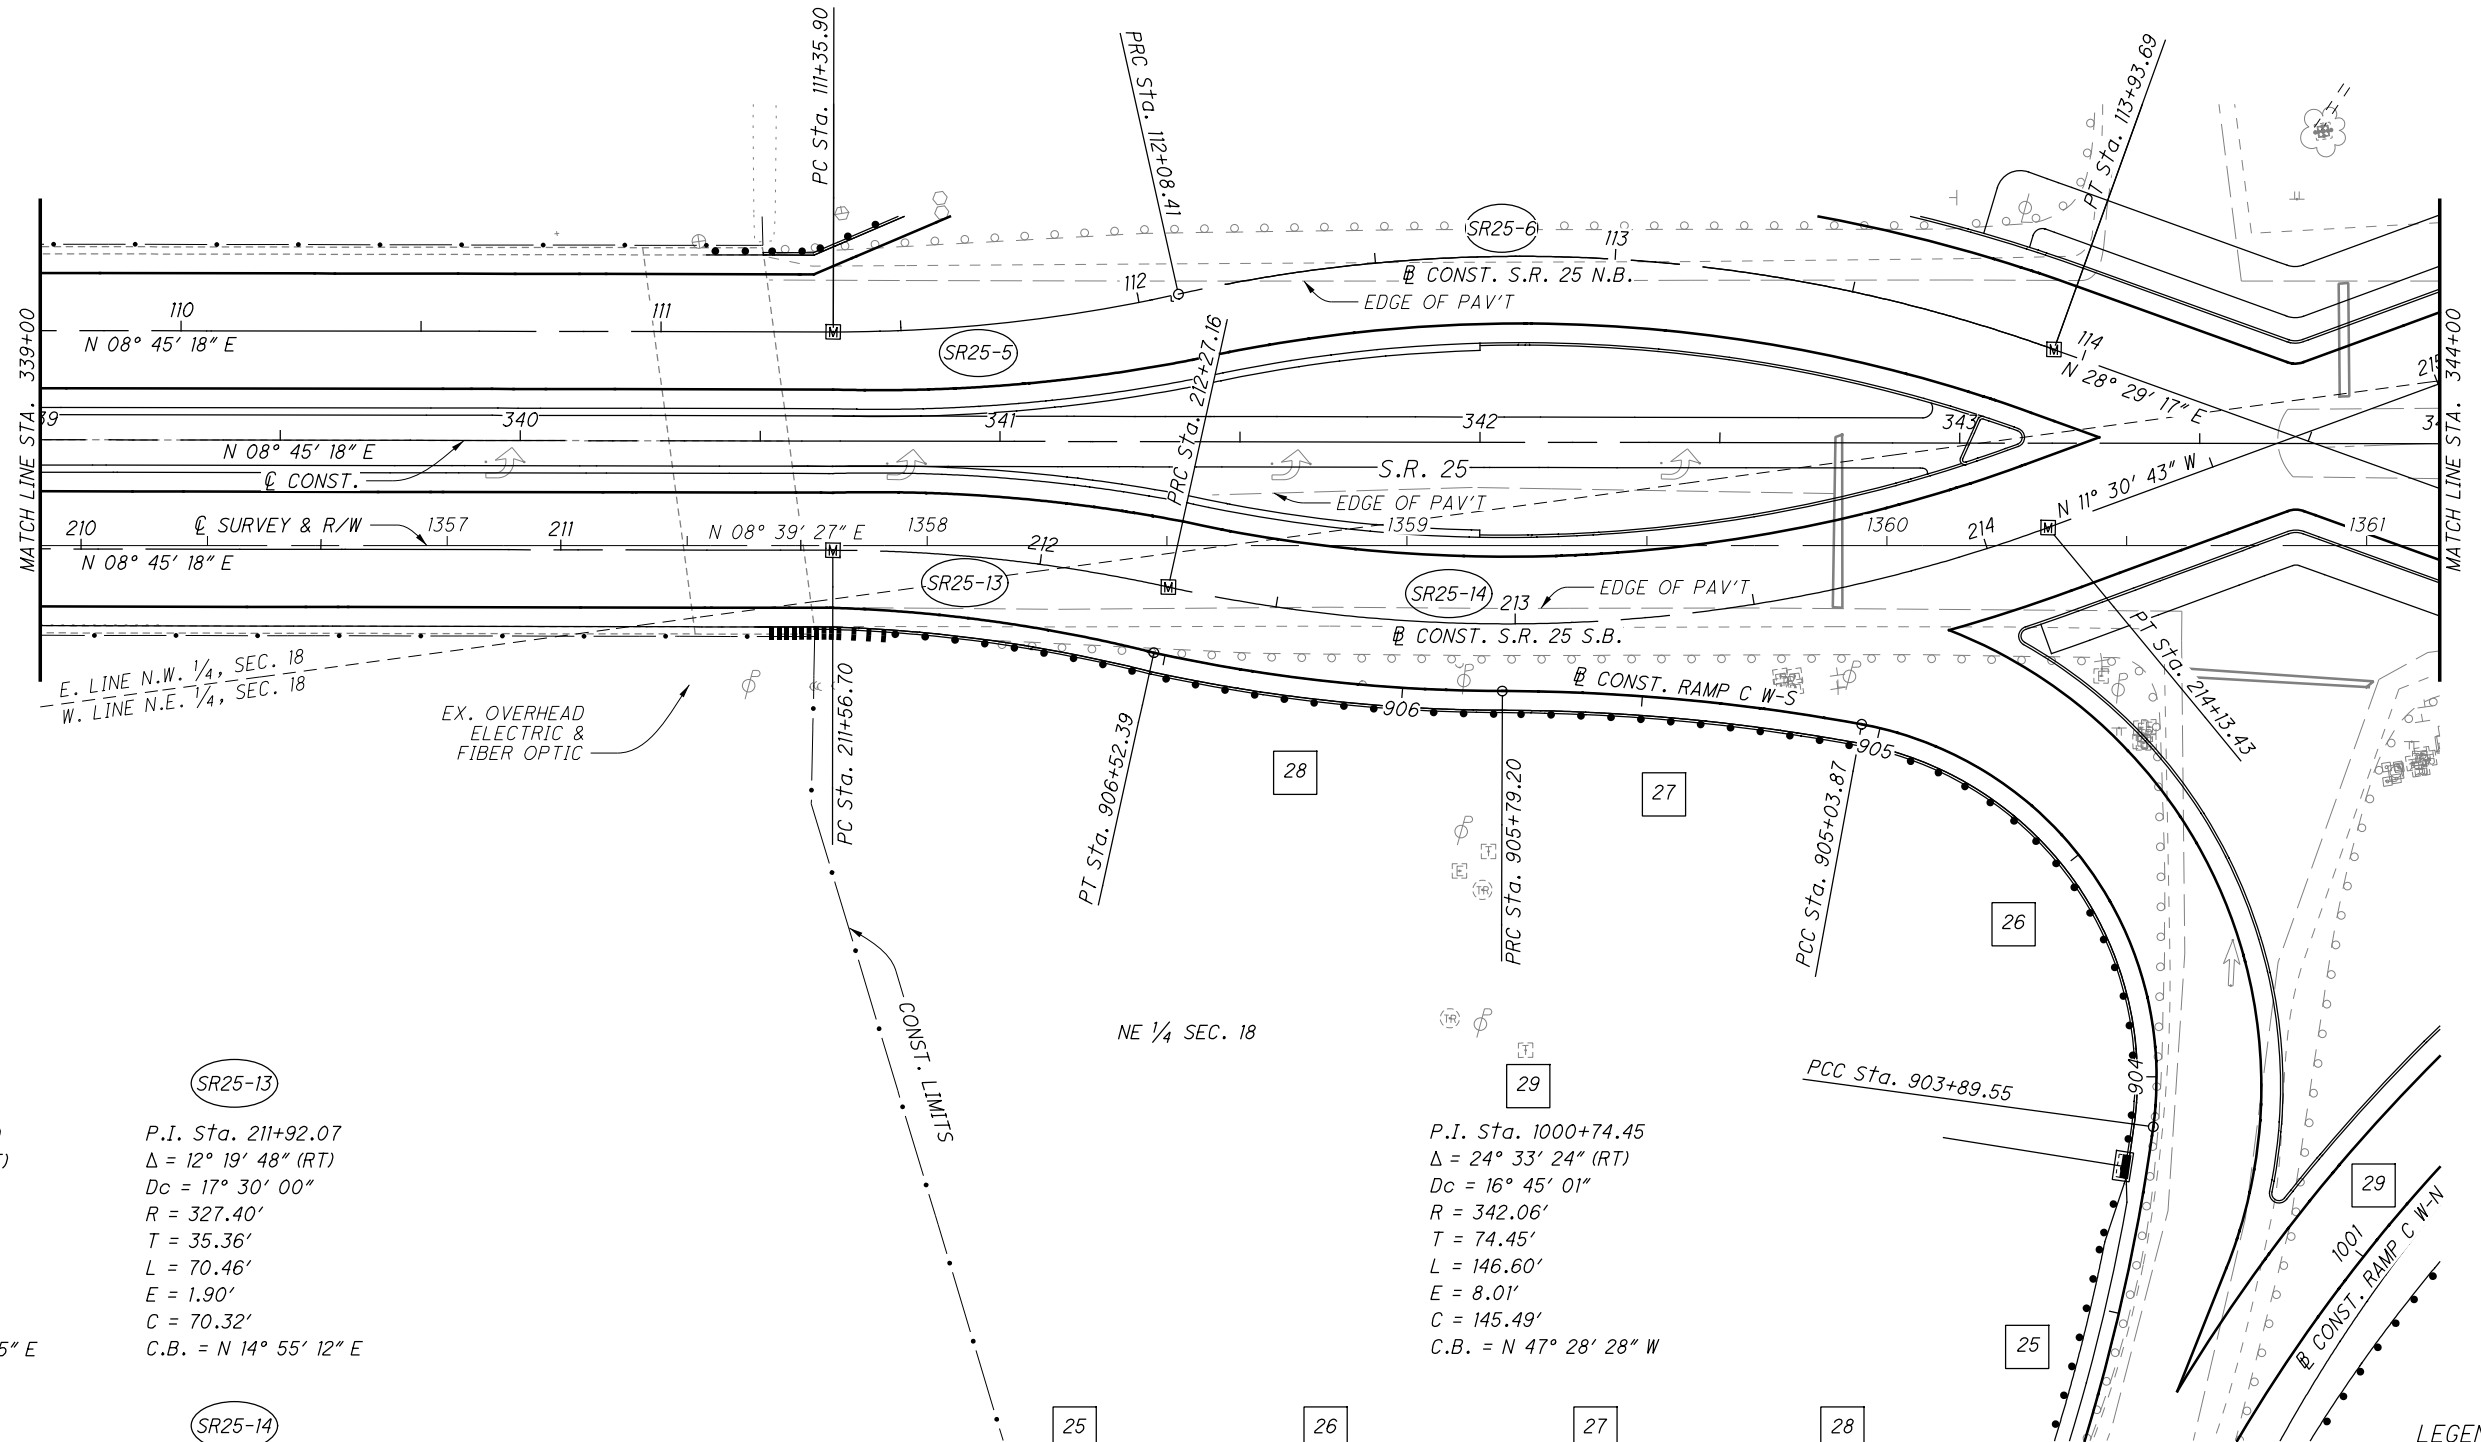 PC Sta. 111+35.90
PRC Sta. 112+08.41
PT Sta. 113+93.69
SR25-6
113
℄ CONST. S.R. 25 N.B.
EDGE OF PAV'T
112
110
111
N 08° 45' 18" E
SR25-5
114
N 28° 29' 17" E
MATCH LINE STA. 339+00
MATCH LINE STA. 344+00
PRC Sta. 212+27.16
340
341
342
343
N 08° 45' 18" E
℄ CONST.
S.R. 25
EDGE OF PAV'T
N 11° 30' 43" W
210
℄ SURVEY & R/W
1357
211
N 08° 39' 27" E
1358
212
1359
1360
214
1361
N 08° 45' 18" E
SR25-13
SR25-14
213
EDGE OF PAV'T
℄ CONST. S.R. 25 S.B.
E. LINE N.W. 1/4, SEC. 18
W. LINE N.E. 1/4, SEC. 18
EX. OVERHEAD
ELECTRIC &
FIBER OPTIC
PC Sta. 211+56.70
℄ CONST. RAMP C W-S
PT Sta. 214+13.43
906
905
PT Sta. 906+52.39
28
27
PRC Sta. 905+79.20
PCC Sta. 905+03.87
T
E
TR
26
CONST. LIMITS
NE 1/4 SEC. 18
TR
T
PCC Sta. 903+89.55
904
SR25-13
P.I. Sta. 211+92.07
Δ = 12° 19' 48" (RT)
Dc = 17° 30' 00"
R = 327.40'
T = 35.36'
L = 70.46'
E = 1.90'
C = 70.32'
C.B. = N 14° 55' 12" E
5" E
29
P.I. Sta. 1000+74.45
Δ = 24° 33' 24" (RT)
Dc = 16° 45' 01"
R = 342.06'
T = 74.45'
L = 146.60'
E = 8.01'
C = 145.49'
C.B. = N 47° 28' 28" W
29
1001
℄ CONST. RAMP C W-N
25
SR25-14
25
26
27
28
LEGEN